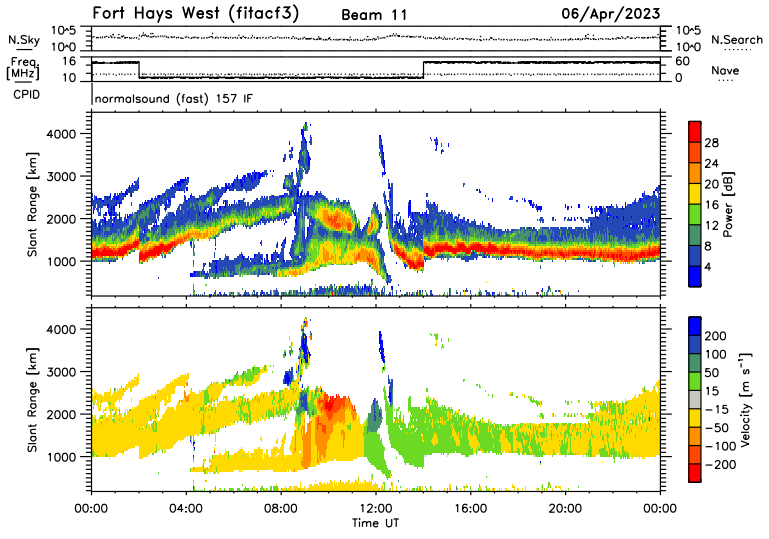 Fort Hays West (fitacf3) Beam 11 06/Apr/2023
N.Sky 10^5 10^0 10^5 10^0 N.Search
Freq. [MHz] 16 10 60 0 Nave
CPID normalsound (fast) 157 IF
Slant Range [km] 4000 3000 2000 1000
28 24 20 16 12 8 4 Power [dB]
Slant Range [km] 4000 3000 2000 1000
200 100 50 15 −15 −50 −100 −200 Velocity [m s⁻¹]
00:00 04:00 08:00 12:00 16:00 20:00 00:00
Time UT